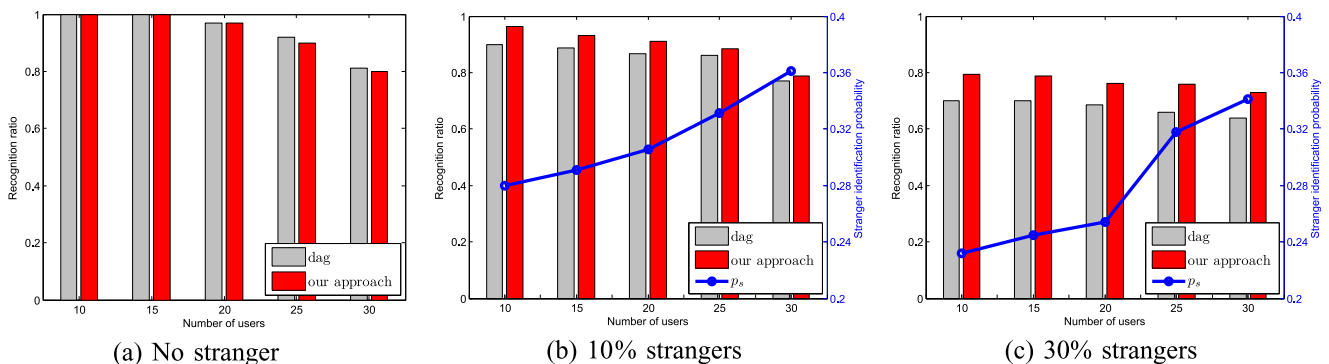 1
0.8
0.6
0.4
0.2
0
Recognition ratio
10 15 20 25 30
Number of users
dag
our approach
(a) No stranger
1
0.8
0.6
0.4
0.2
0
Recognition ratio
10 15 20 25 30
Number of users
0.4
0.36
0.32
0.28
0.24
0.2
Stranger identification probability
dag
our approach
p_s
(b) 10% strangers
1
0.8
0.6
0.4
0.2
0
Recognition ratio
10 15 20 25 30
Number of users
0.4
0.36
0.32
0.28
0.24
0.2
Stranger identification probability
dag
our approach
p_s
(c) 30% strangers